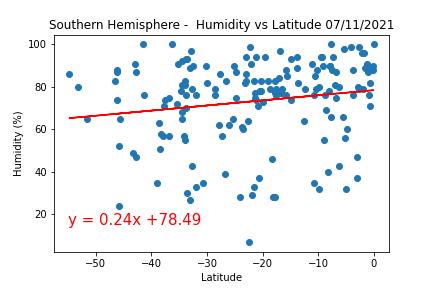 Southern Hemisphere -  Humidity vs Latitude 07/11/2021
100
80
60
40
20
Humidity (%)
y = 0.24x +78.49
−50
−40
−30
−20
−10
0
Latitude